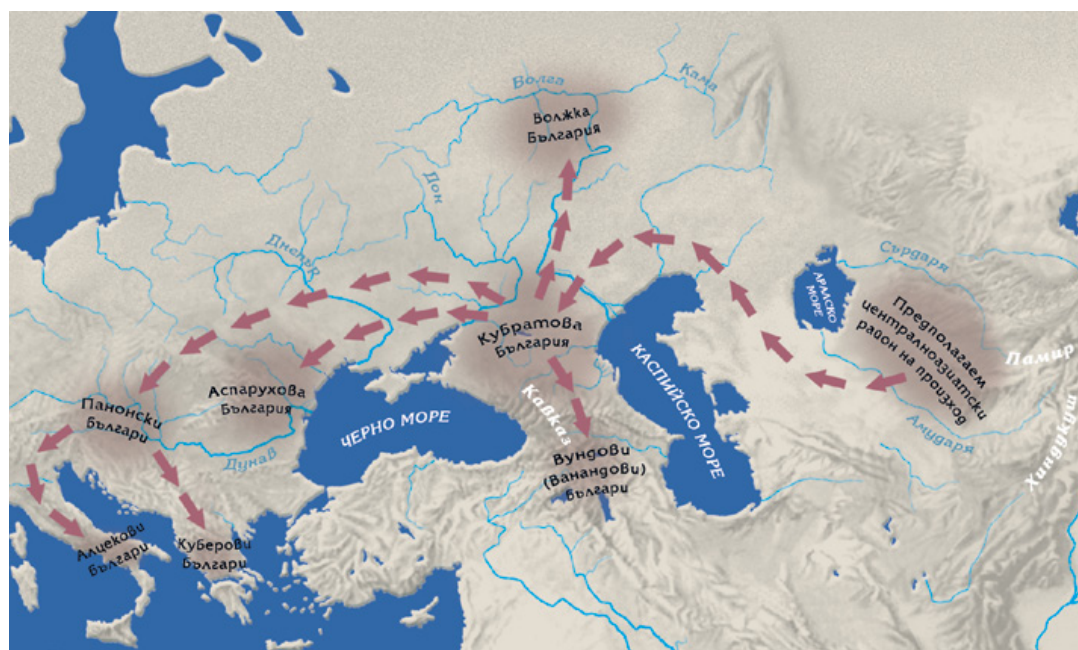 Волга
Кама
Волжка
България
Дон
Днепър
Сърдаря
АРАЛСКО
МОРЕ
Предполагаем
централноазиатски
район на произход
Памир
Кубратова
България
КАСПИЙСКО МОРЕ
Аспарухова
България
Панонски
българи
ЧЕРНО МОРЕ
Кавказ
Амударя
Хиндукуш
Дунав
Вундови
(Ванандови)
българи
Алцекови
българи
Куберови
българи